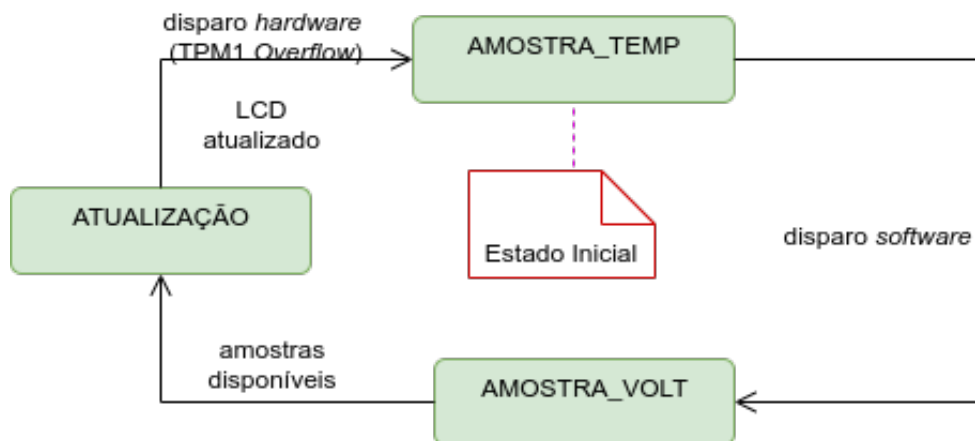 disparo hardware
(TPM1 Overflow)
AMOSTRA_TEMP
LCD
atualizado
ATUALIZAÇÃO
Estado Inicial
disparo software
amostras
disponíveis
AMOSTRA_VOLT